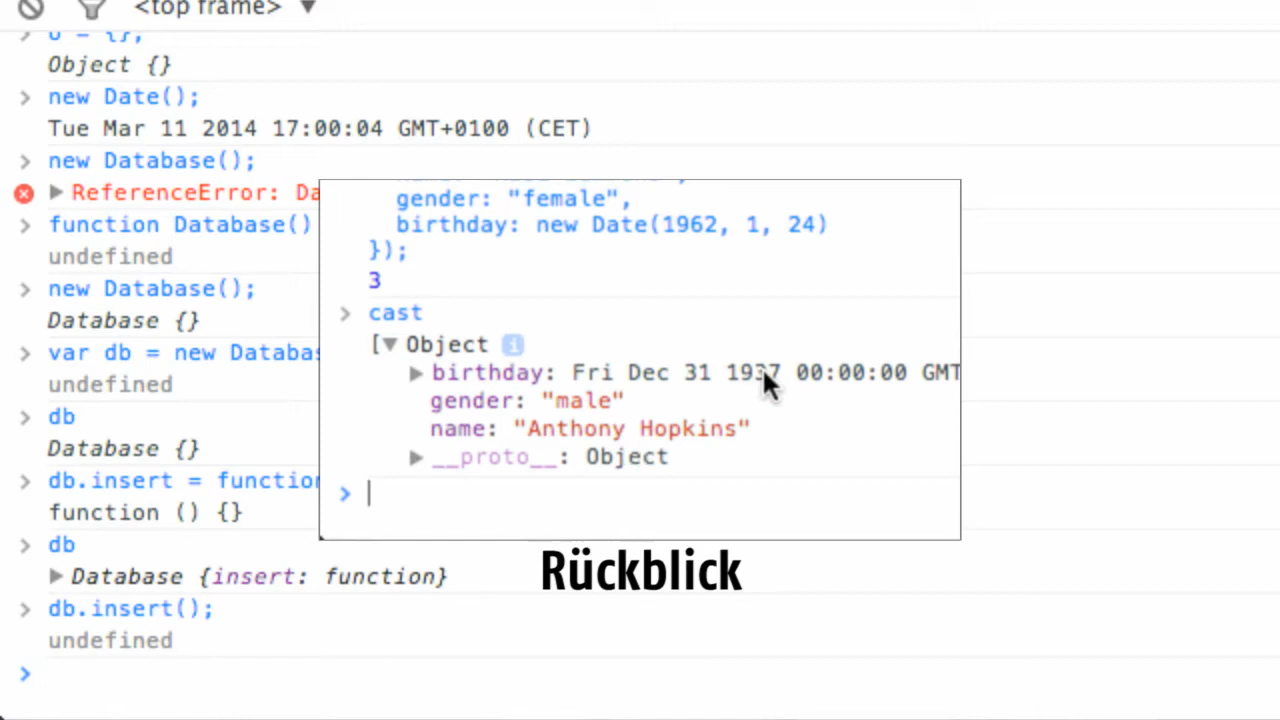 <top frame> ▼
> o = {};
Object {}
> new Date();
Tue Mar 11 2014 17:00:04 GMT+0100 (CET)
> new Database();
▶ ReferenceError: Da
> function Database()
undefined
> new Database();
Database {}
> var db = new Databas
undefined
> db
Database {}
> db.insert = function
function () {}
> db
▶ Database {insert: function}
> db.insert();
undefined
>
gender: "female",
birthday: new Date(1962, 1, 24)
});
3
> cast
[▼ Object i
▶ birthday: Fri Dec 31 1937 00:00:00 GMT
gender: "male"
name: "Anthony Hopkins"
▶ __proto__: Object
>
Rückblick